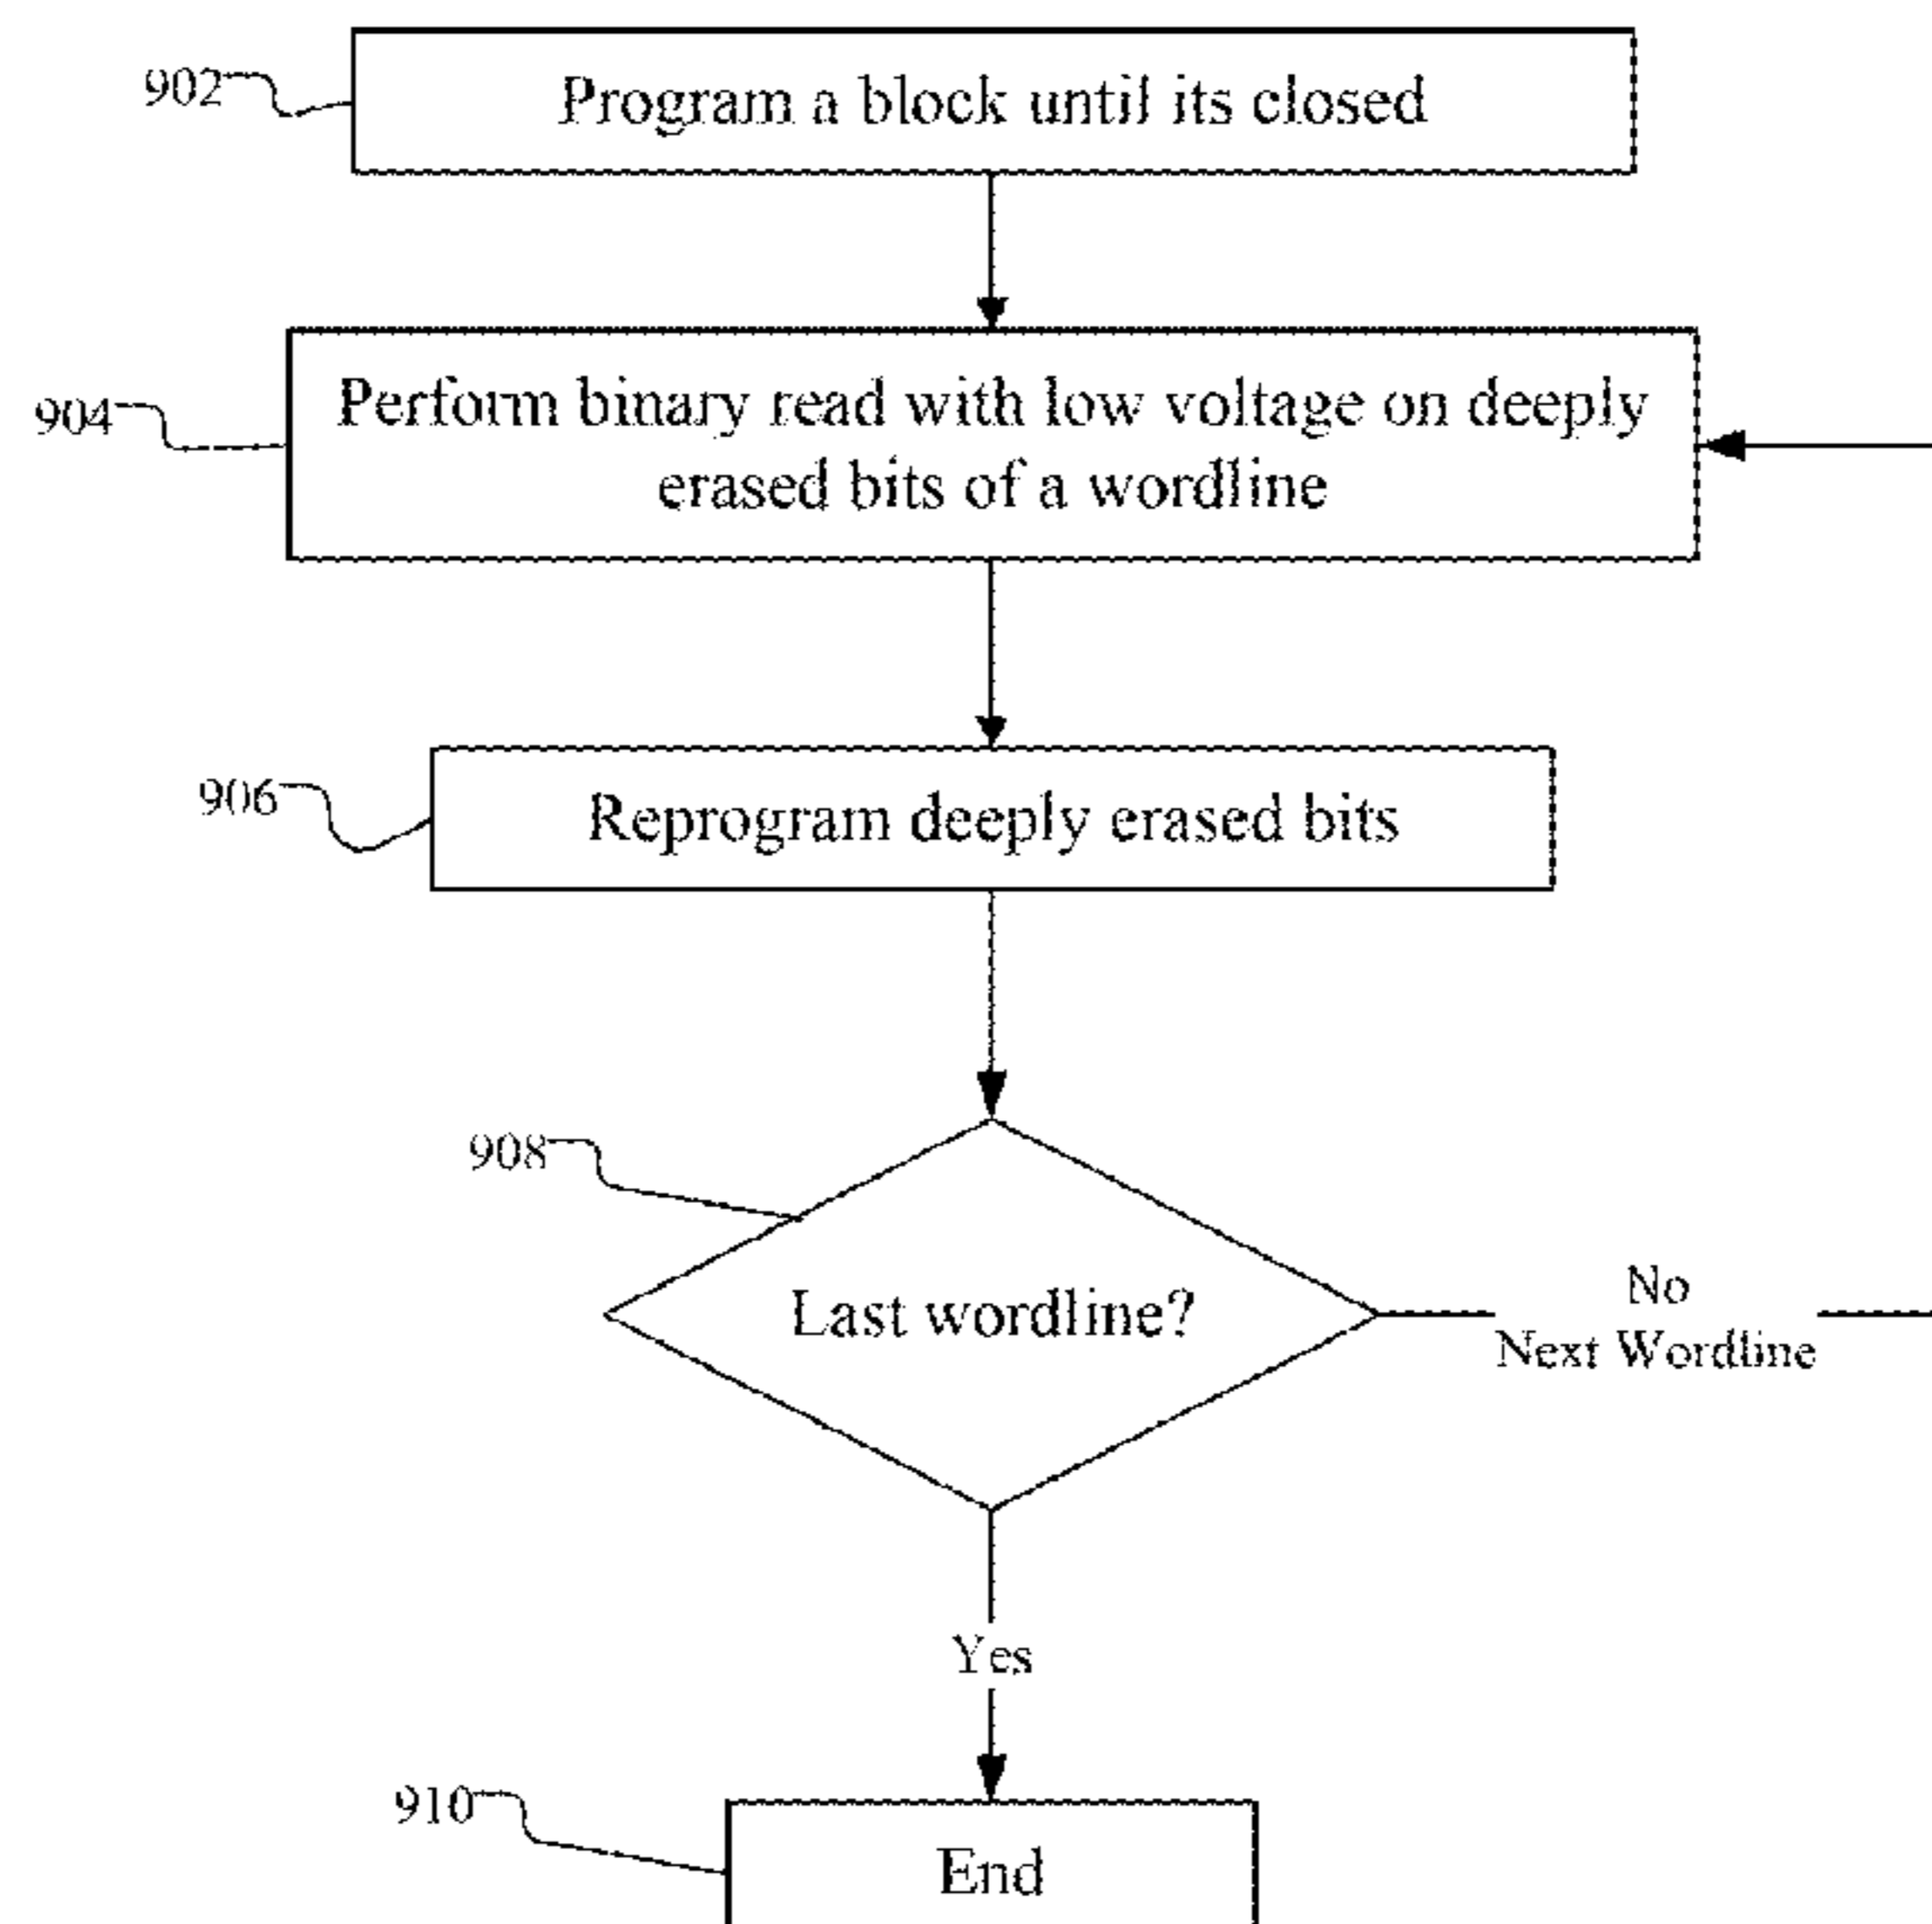 902
Program a block until its closed
904
Perform binary read with low voltage on deeply
erased bits of a wordline
906
Reprogram deeply erased bits
908
Last wordline?
No
Next Wordline
Yes
910
End